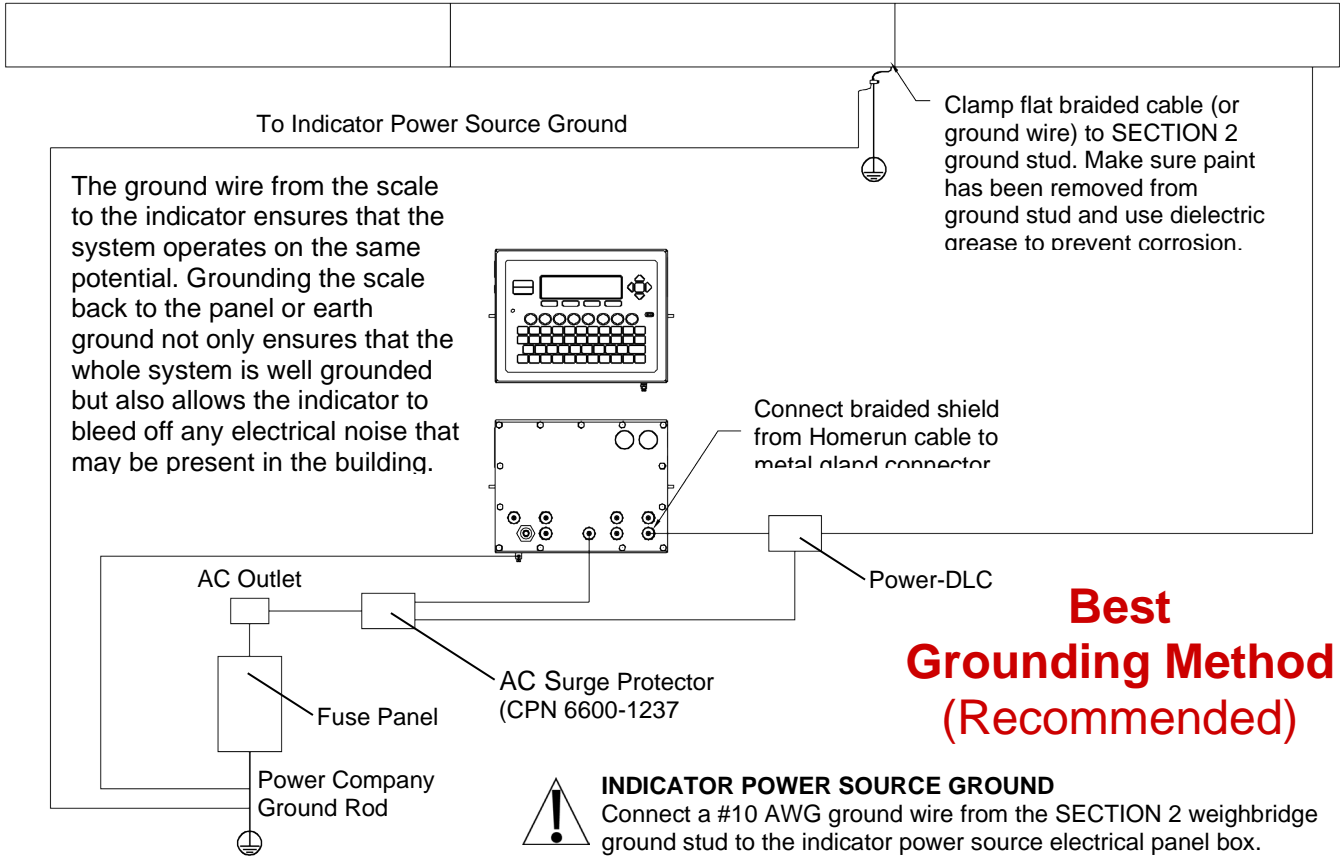 To Indicator Power Source Ground
Clamp flat braided cable (or
ground wire) to SECTION 2
ground stud. Make sure paint
has been removed from
ground stud and use dielectric
grease to prevent corrosion.
The ground wire from the scale
to the indicator ensures that the
system operates on the same
potential. Grounding the scale
back to the panel or earth
ground not only ensures that the
whole system is well grounded
but also allows the indicator to
bleed off any electrical noise that
may be present in the building.
Connect braided shield
from Homerun cable to
metal gland connector
AC Outlet
Power-DLC
Best
Grounding Method
(Recommended)
AC Surge Protector
(CPN 6600-1237
Fuse Panel
Power Company
Ground Rod
INDICATOR POWER SOURCE GROUND
Connect a #10 AWG ground wire from the SECTION 2 weighbridge
ground stud to the indicator power source electrical panel box.